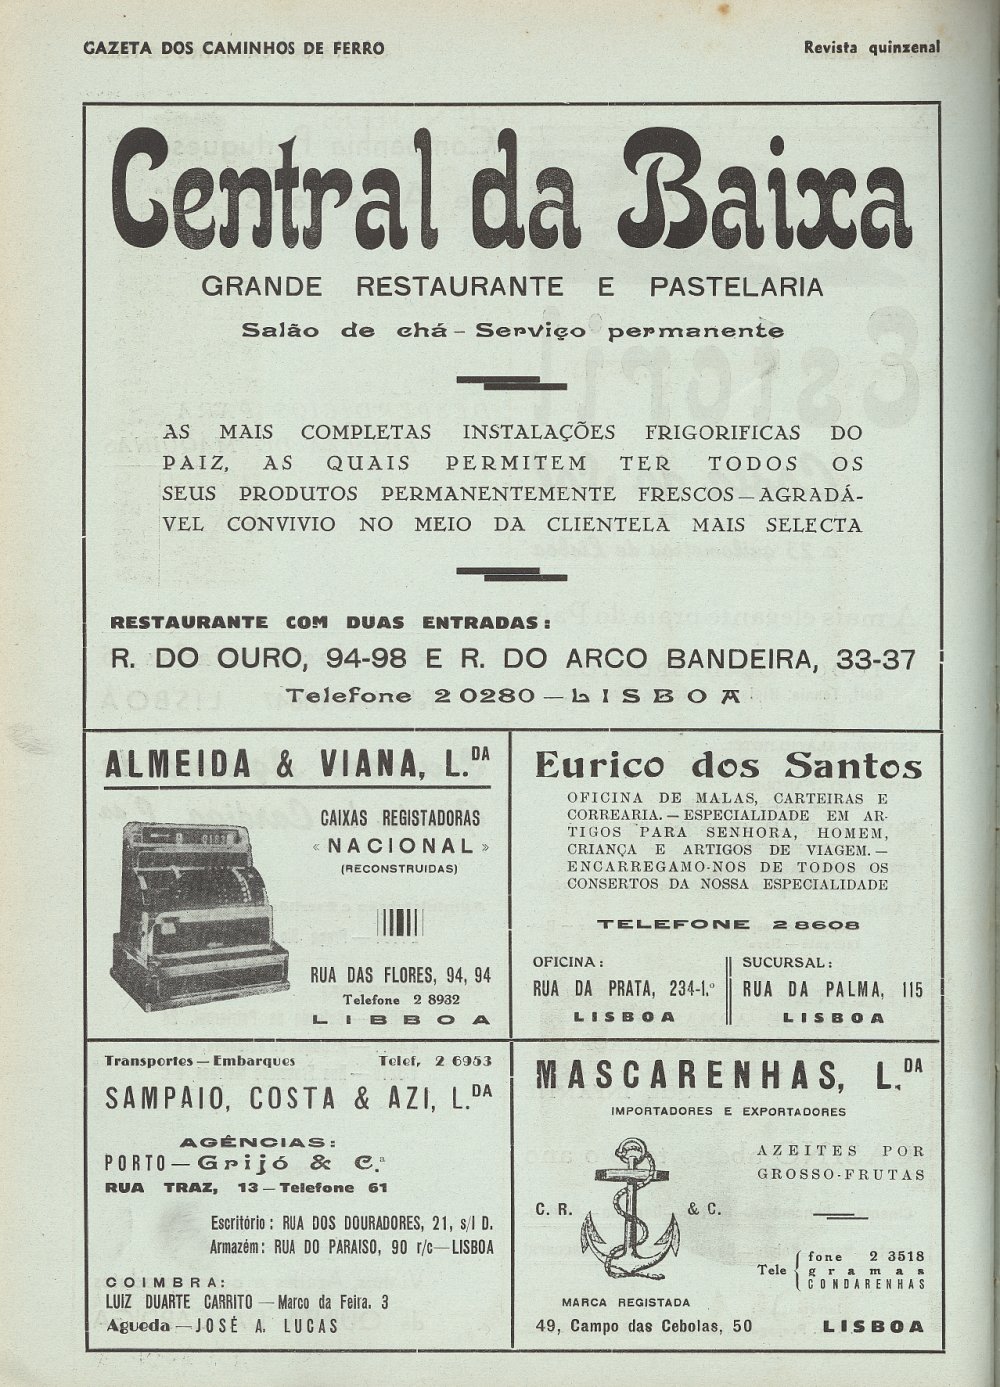 GAZETA DOS CAMINHOS DE FERRO
Revista quinzenal
Central da Baixa
GRANDE RESTAURANTE E PASTELARIA
Salão de chá – Serviço permanente
AS MAIS COMPLETAS INSTALAÇÕES FRIGORIFICAS DO
PAIZ, AS QUAIS PERMITEM TER TODOS OS
SEUS PRODUTOS PERMANENTEMENTE FRESCOS — AGRADÁ-
VEL CONVIVIO NO MEIO DA CLIENTELA MAIS SELECTA
RESTAURANTE COM DUAS ENTRADAS:
R. DO OURO, 94-98 E R. DO ARCO BANDEIRA, 33-37
Telefone 2 0280 — LISBOA
ALMEIDA & VIANA, L.DA
CAIXAS REGISTADORAS
« NACIONAL »
(RECONSTRUIDAS)
RUA DAS FLORES, 94, 94
Telefone 2 8932
LIBBOA
Eurico dos Santos
OFICINA DE MALAS, CARTEIRAS E
CORREARIA. — ESPECIALIDADE EM AR-
TIGOS PARA SENHORA, HOMEM,
CRIANÇA E ARTIGOS DE VIAGEM. —
ENCARREGAMO-NOS DE TODOS OS
CONSERTOS DA NOSSA ESPECIALIDADE
TELEFONE 2 8608
OFICINA:
RUA DA PRATA, 234-1.º
LISBOA
SUCURSAL:
RUA DA PALMA, 115
LISBOA
Transportes — Embarques Telef, 2 6953
SAMPAIO, COSTA & AZI, L.DA
AGÊNCIAS:
PORTO — Grijó & C.ª
RUA TRAZ, 13 — Telefone 61
Escritório: RUA DOS DOURADORES, 21, s/l D.
Armazém: RUA DO PARAISO, 90 r/c — LISBOA
COIMBRA:
LUIZ DUARTE CARRITO — Marco da Feira. 3
Agueda — JOSÉ A. LUCAS
MASCARENHAS, L.DA
IMPORTADORES E EXPORTADORES
AZEITES POR
GROSSO-FRUTAS
C. R. & C.
Tele { fone 2 3518
gramas
CONDARENHAS
MARCA REGISTADA
49, Campo das Cebolas, 50 LISBOA